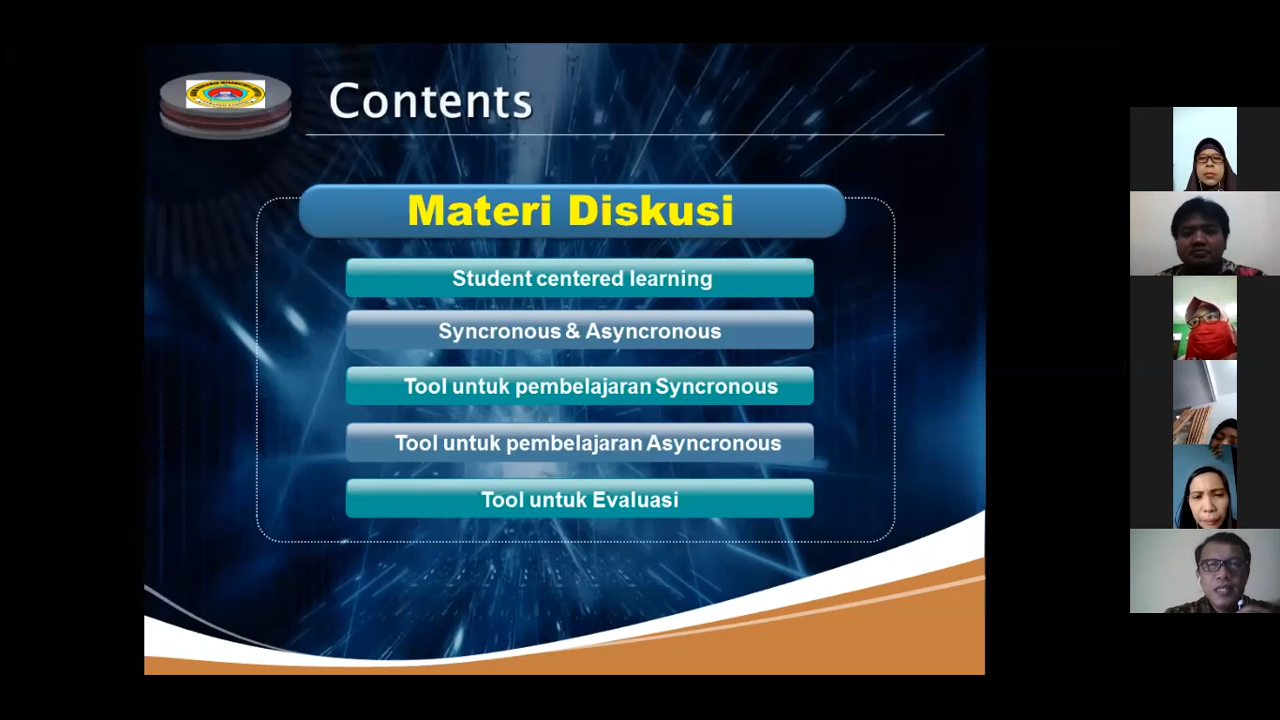 Contents
Materi Diskusi
Student centered learning
Syncronous & Asyncronous
Tool untuk pembelajaran Syncronous
Tool untuk pembelajaran Asyncronous
Tool untuk Evaluasi